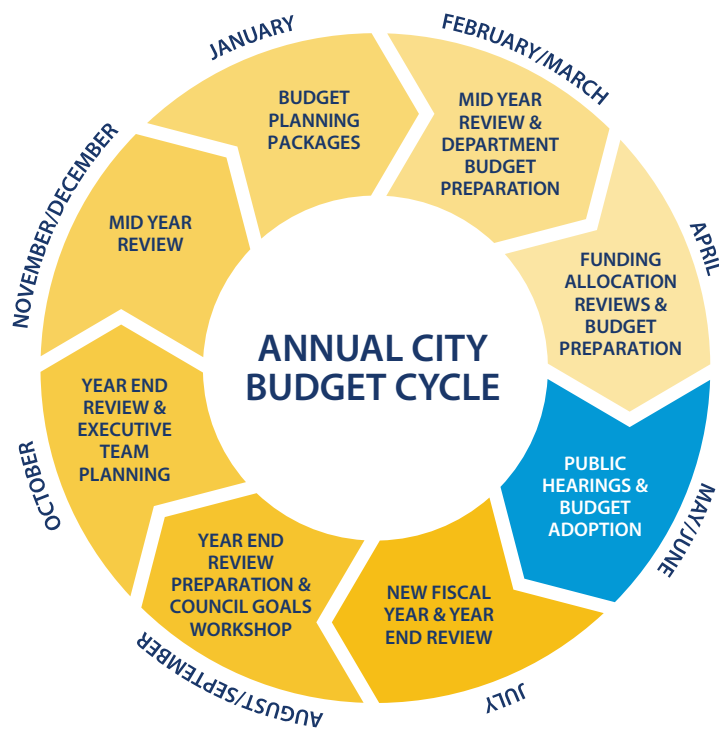 ANNUAL CITY
BUDGET CYCLE
JANUARY
BUDGET
PLANNING
PACKAGES
FEBRUARY/MARCH
MID YEAR
REVIEW &
DEPARTMENT
BUDGET
PREPARATION
APRIL
FUNDING
ALLOCATION
REVIEWS &
BUDGET
PREPARATION
MAY/JUNE
PUBLIC
HEARINGS &
BUDGET
ADOPTION
JULY
NEW FISCAL
YEAR & YEAR
END REVIEW
AUGUST/SEPTEMBER
YEAR END
REVIEW
PREPARATION &
COUNCIL GOALS
WORKSHOP
OCTOBER
YEAR END
REVIEW &
EXECUTIVE
TEAM
PLANNING
NOVEMBER/DECEMBER
MID YEAR
REVIEW